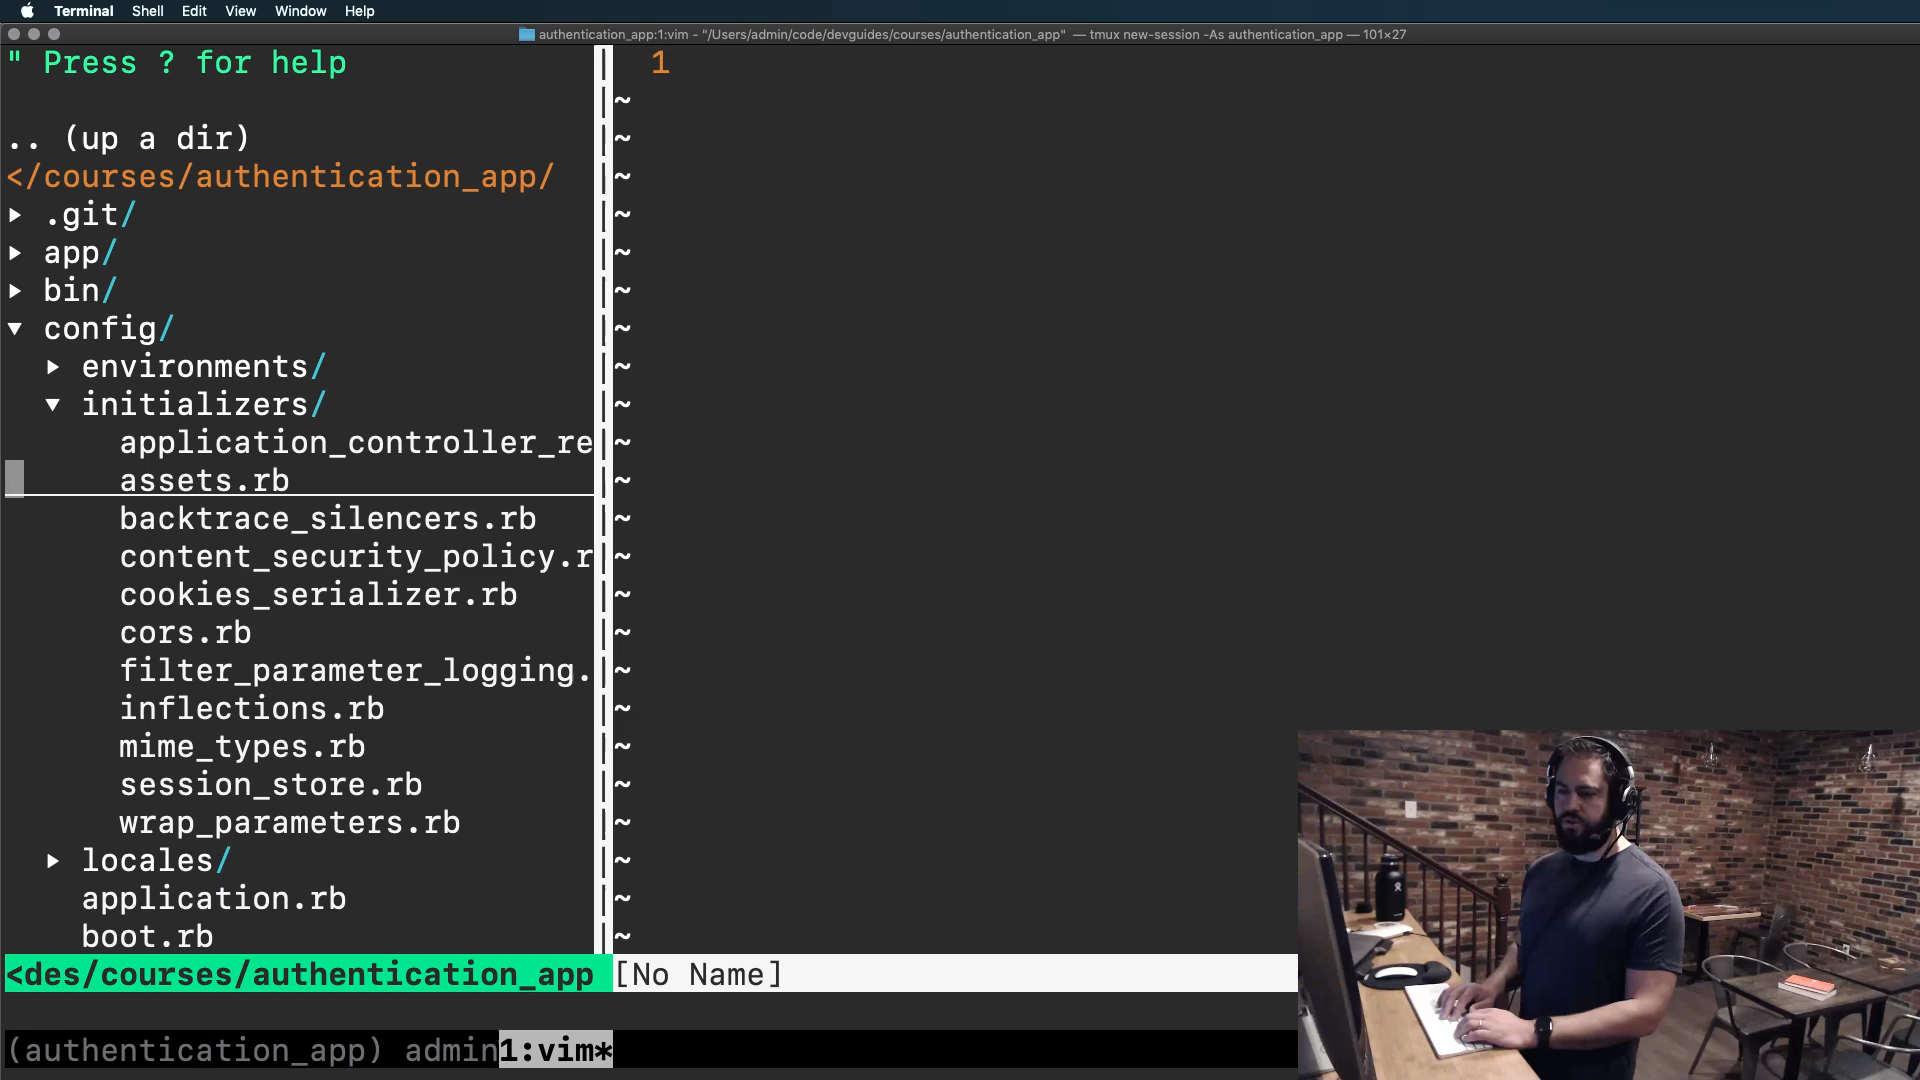 Terminal Shell Edit View Window Help
authentication_app:1:vim - "/Users/admin/code/devguides/courses/authentication_app" — tmux new-session -As authentication_app — 101×27
" Press ? for help
1
.. (up a dir)
</courses/authentication_app/
▸ .git/
▸ app/
▸ bin/
▾ config/
▸ environments/
▾ initializers/
application_controller_re
assets.rb
backtrace_silencers.rb
content_security_policy.r
cookies_serializer.rb
cors.rb
filter_parameter_logging.
inflections.rb
mime_types.rb
session_store.rb
wrap_parameters.rb
▸ locales/
application.rb
boot.rb
<des/courses/authentication_app [No Name]
(authentication_app) admin1:vim*